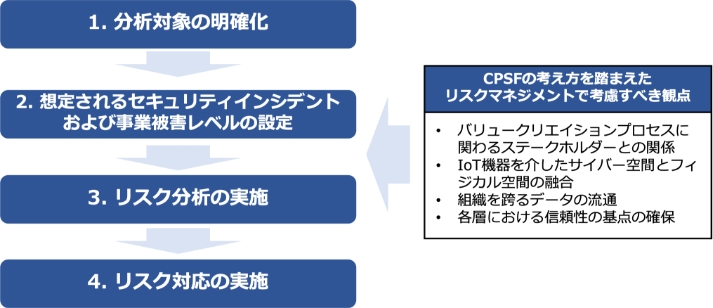 1. 分析対象の明確化
2. 想定されるセキュリティインシデント
および事業被害レベルの設定
3. リスク分析の実施
4. リスク対応の実施
CPSFの考え方を踏まえた
リスクマネジメントで考慮すべき観点
• バリュークリエイションプロセスに
関わるステークホルダーとの関係
• IoT機器を介したサイバー空間とフィ
ジカル空間の融合
• 組織を跨るデータの流通
• 各層における信頼性の基点の確保